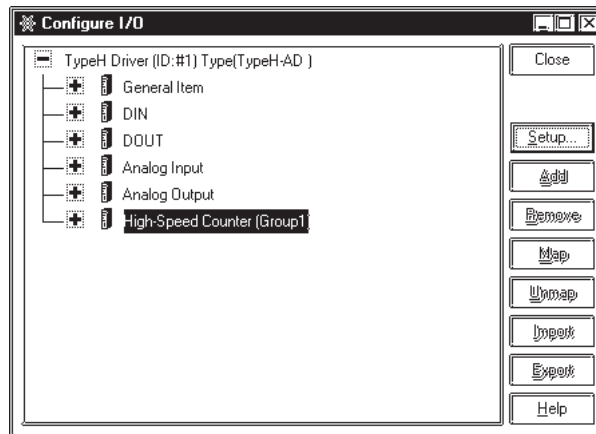 Configure I/O
TypeH Driver (ID:#1) Type(TypeH-AD )
General Item
DIN
DOUT
Analog Input
Analog Output
High-Speed Counter (Group1)
Close
Setup...
Add
Remove
Map
Unmap
Import
Export
Help